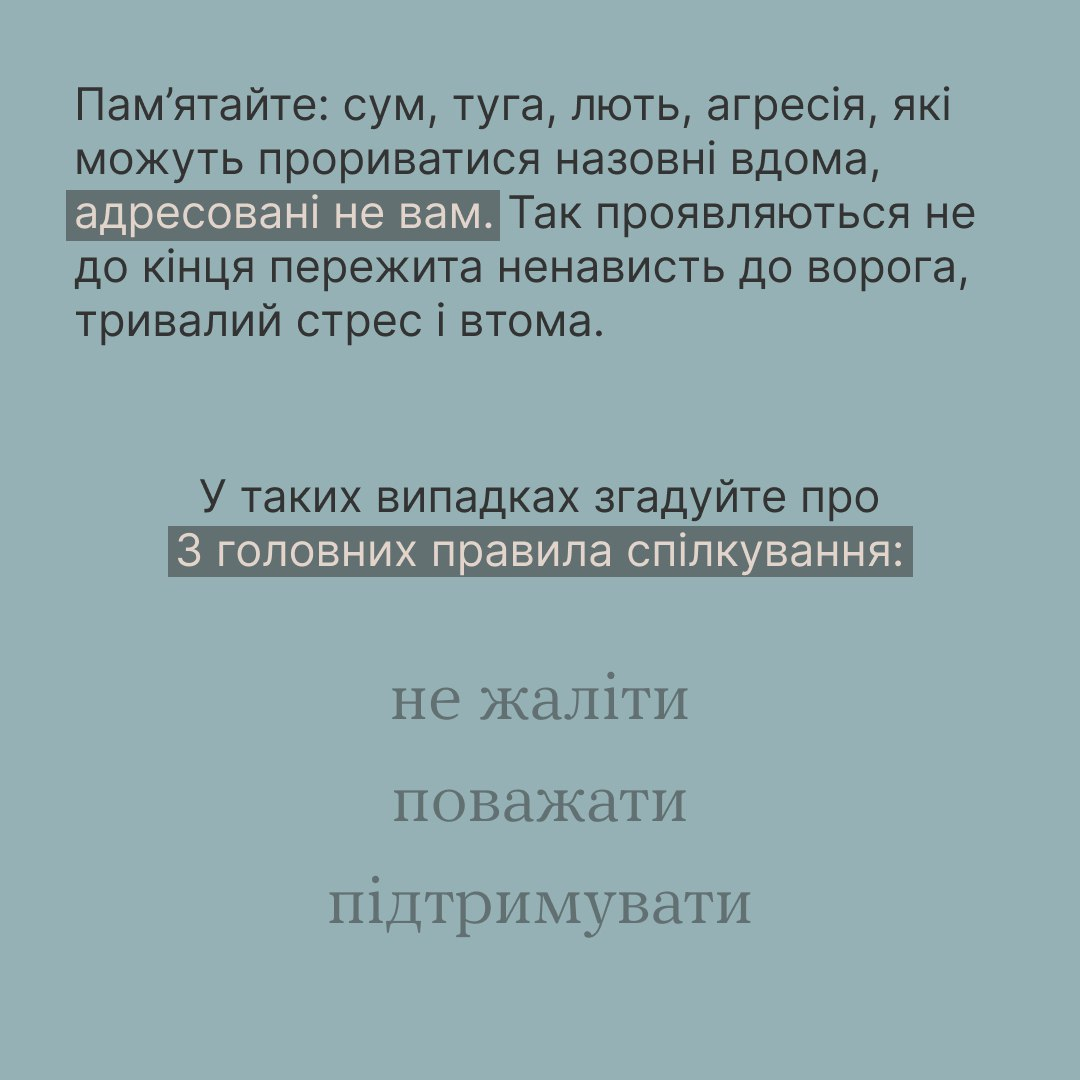 Пам’ятайте: сум, туга, лють, агресія, які
можуть прориватися назовні вдома,
адресовані не вам. Так проявляються не
до кінця пережита ненависть до ворога,
тривалий стрес і втома.
У таких випадках згадуйте про
3 головних правила спілкування:
не жаліти
поважати
підтримувати